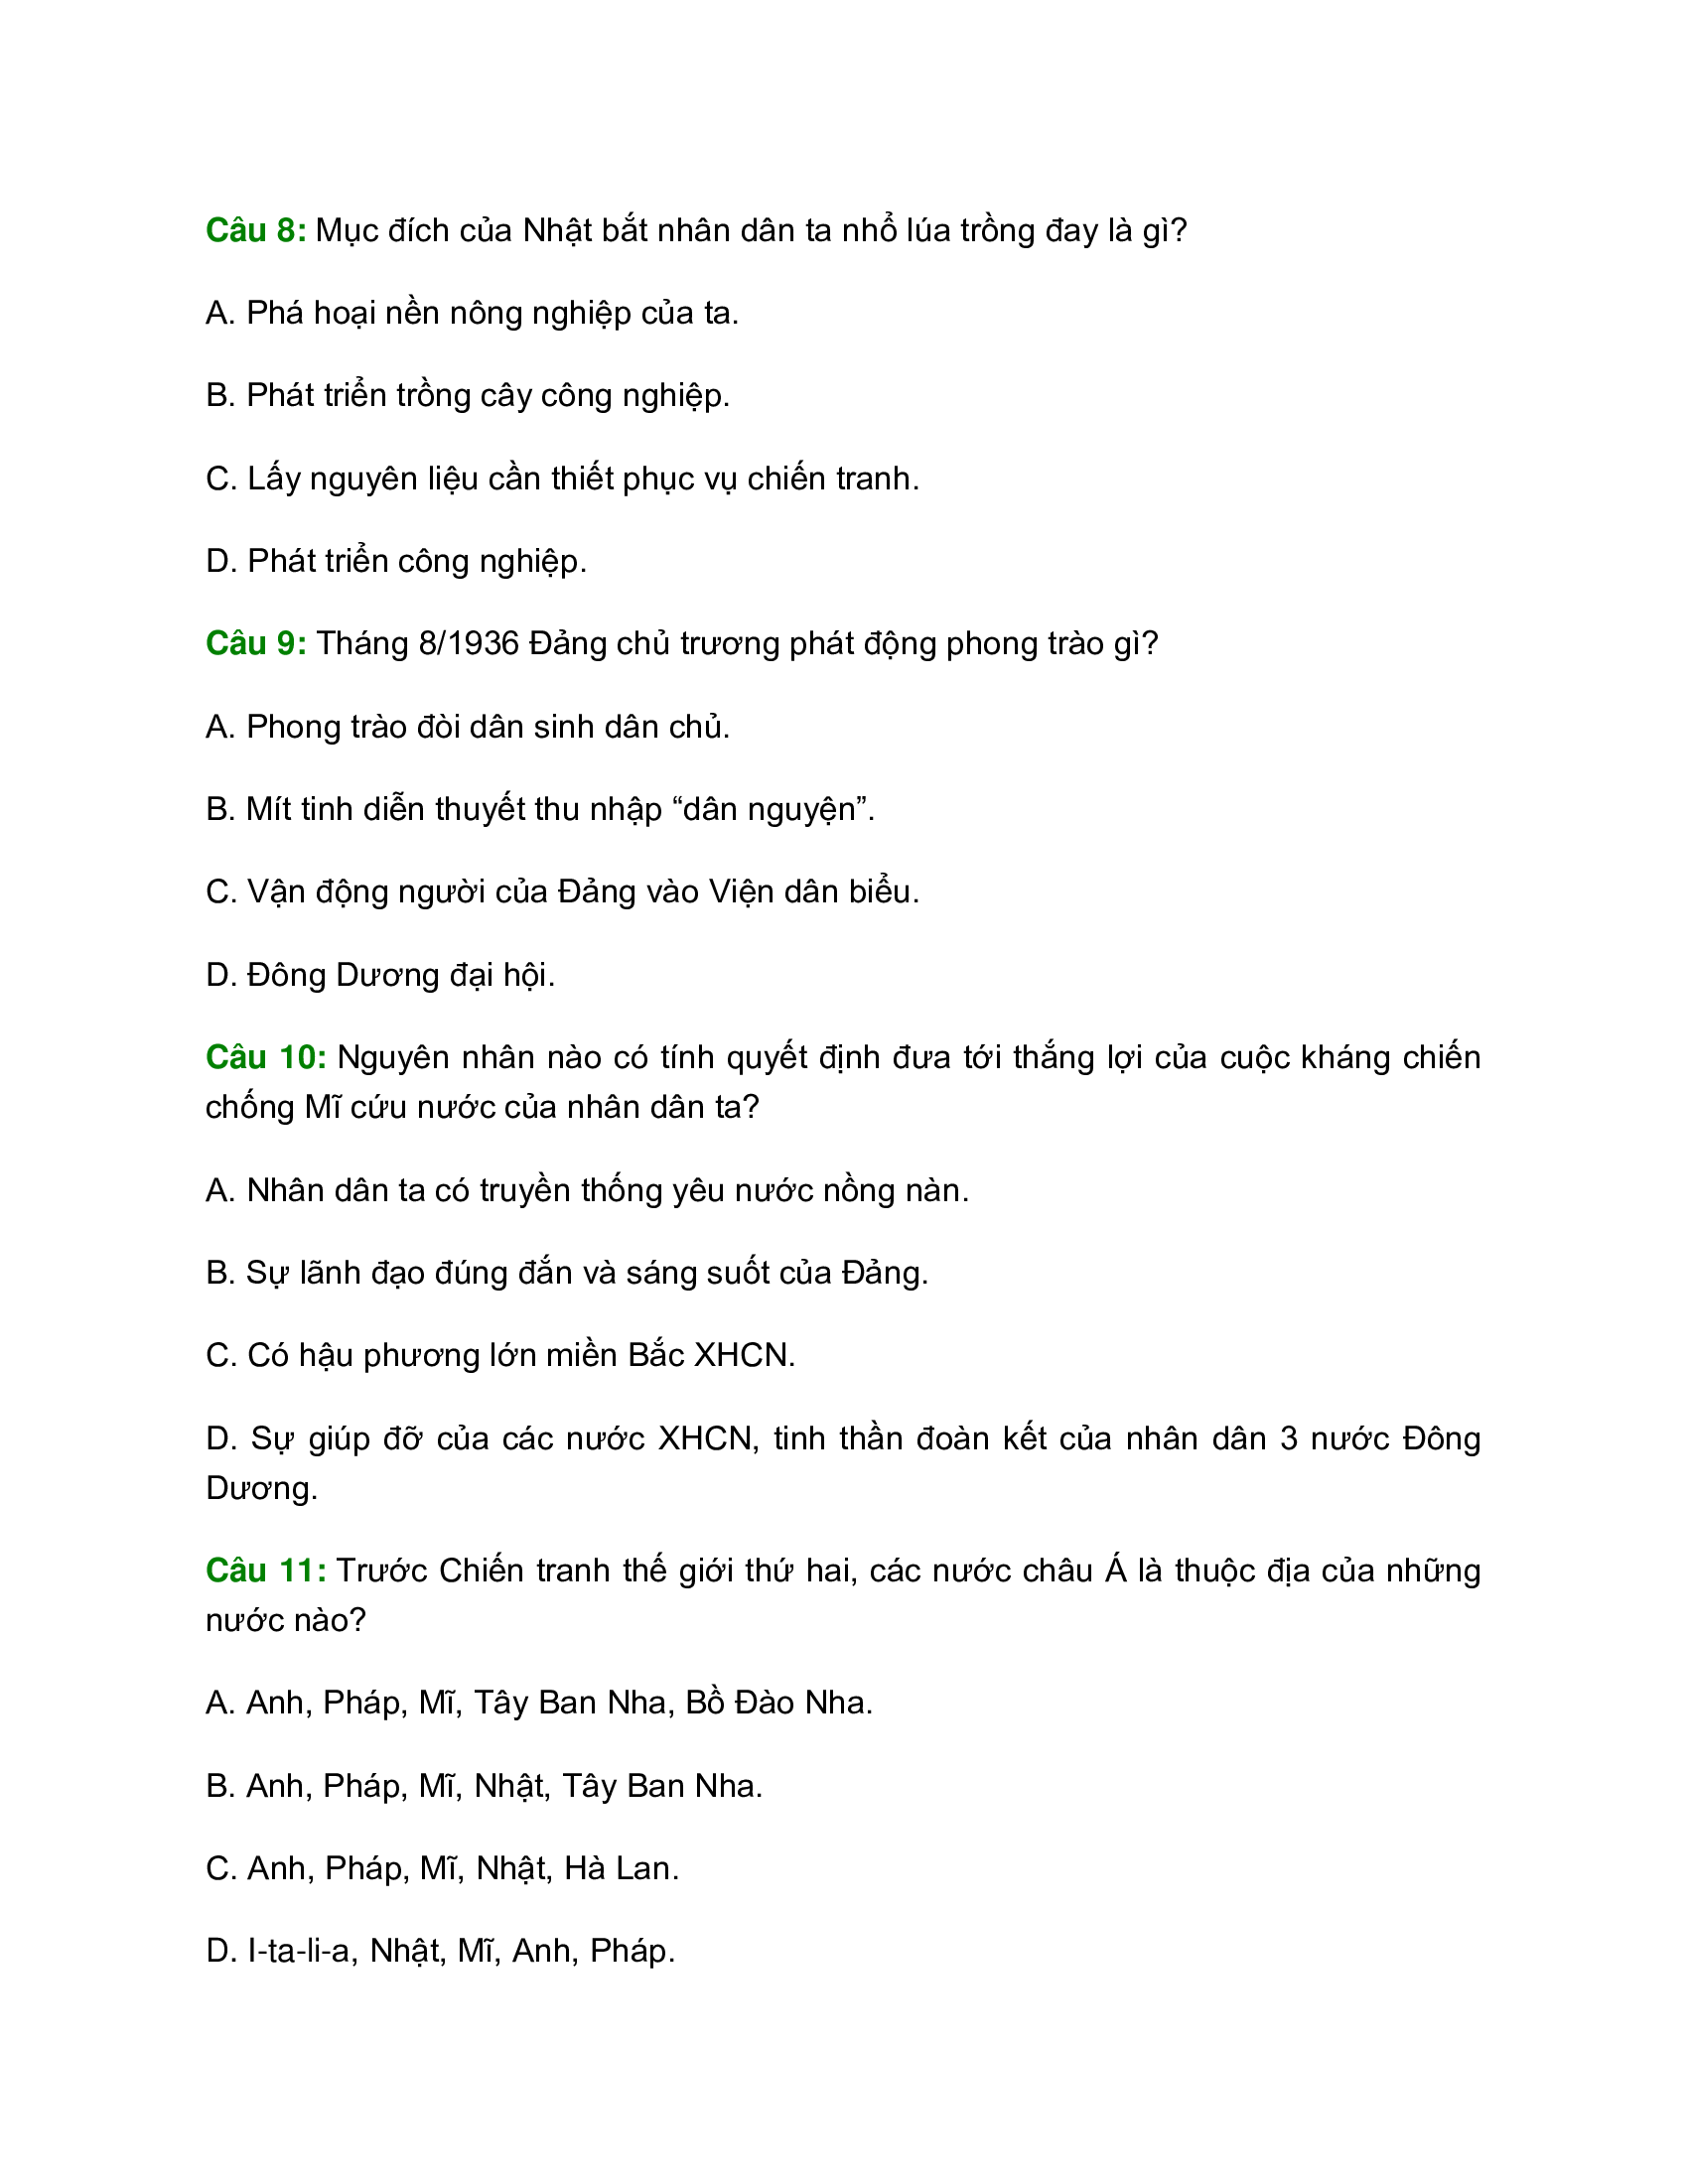 Câu 8: Mục đích của Nhật bắt nhân dân ta nhổ lúa trồng đay là gì?
A. Phá hoại nền nông nghiệp của ta.
B. Phát triển trồng cây công nghiệp.
C. Lấy nguyên liệu cần thiết phục vụ chiến tranh.
D. Phát triển công nghiệp.
Câu 9: Tháng 8/1936 Đảng chủ trương phát động phong trào gì?
A. Phong trào đòi dân sinh dân chủ.
B. Mít tinh diễn thuyết thu nhập “dân nguyện”.
C. Vận động người của Đảng vào Viện dân biểu.
D. Đông Dương đại hội.
Câu 10: Nguyên nhân nào có tính quyết định đưa tới thắng lợi của cuộc kháng chiến
chống Mĩ cứu nước của nhân dân ta?
A. Nhân dân ta có truyền thống yêu nước nồng nàn.
B. Sự lãnh đạo đúng đắn và sáng suốt của Đảng.
C. Có hậu phương lớn miền Bắc XHCN.
D. Sự giúp đỡ của các nước XHCN, tinh thần đoàn kết của nhân dân 3 nước Đông
Dương.
Câu 11: Trước Chiến tranh thế giới thứ hai, các nước châu Á là thuộc địa của những
nước nào?
A. Anh, Pháp, Mĩ, Tây Ban Nha, Bồ Đào Nha.
B. Anh, Pháp, Mĩ, Nhật, Tây Ban Nha.
C. Anh, Pháp, Mĩ, Nhật, Hà Lan.
D. I-ta-li-a, Nhật, Mĩ, Anh, Pháp.